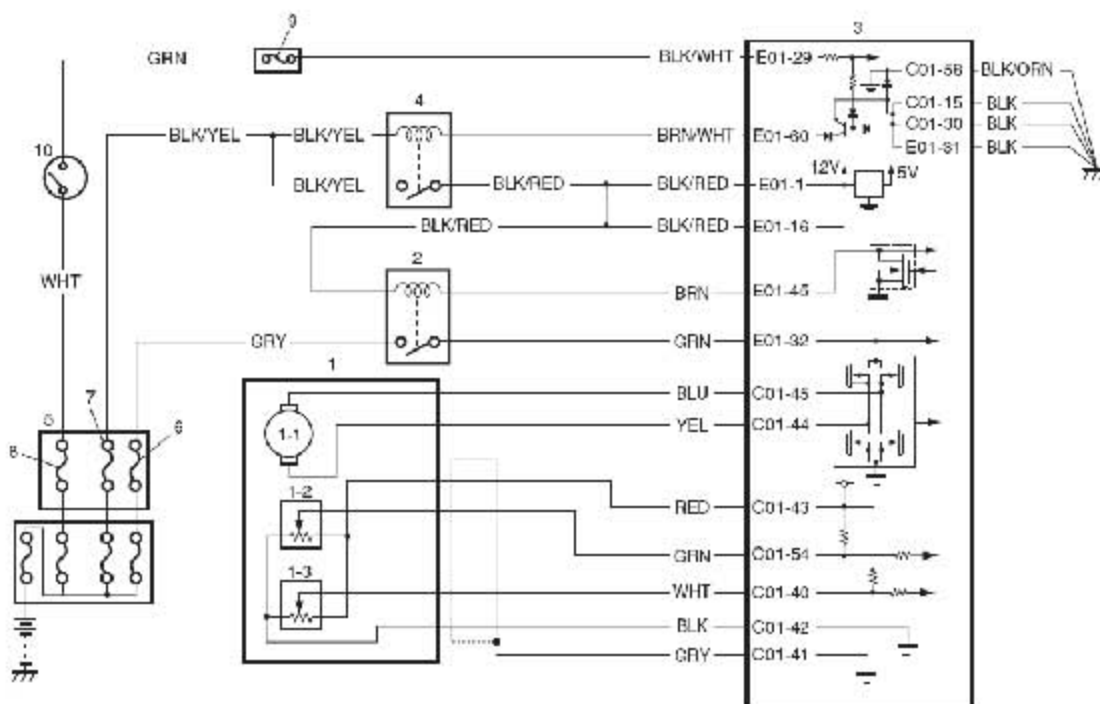 9
3
GRN
BLK/WHT
E01-29
C01-58
BLK/ORN
4
C01-15
BLK
BLK/YEL
BLK/YEL
BRN/WHT
E01-60
C01-30
BLK
10
E01-31
BLK
BLK/YEL
BLK/RED
BLK/RED
E01-1
12V
5V
BLK/RED
BLK/RED
E01-16
2
WHT
BRN
E01-46
GRY
GRN
E01-32
1
BLU
C01-45
5
7
6
1-1
YEL
C01-44
8
1-2
RED
C01-43
GRN
C01-54
1-3
WHT
C01-40
BLK
C01-42
GRY
C01-41